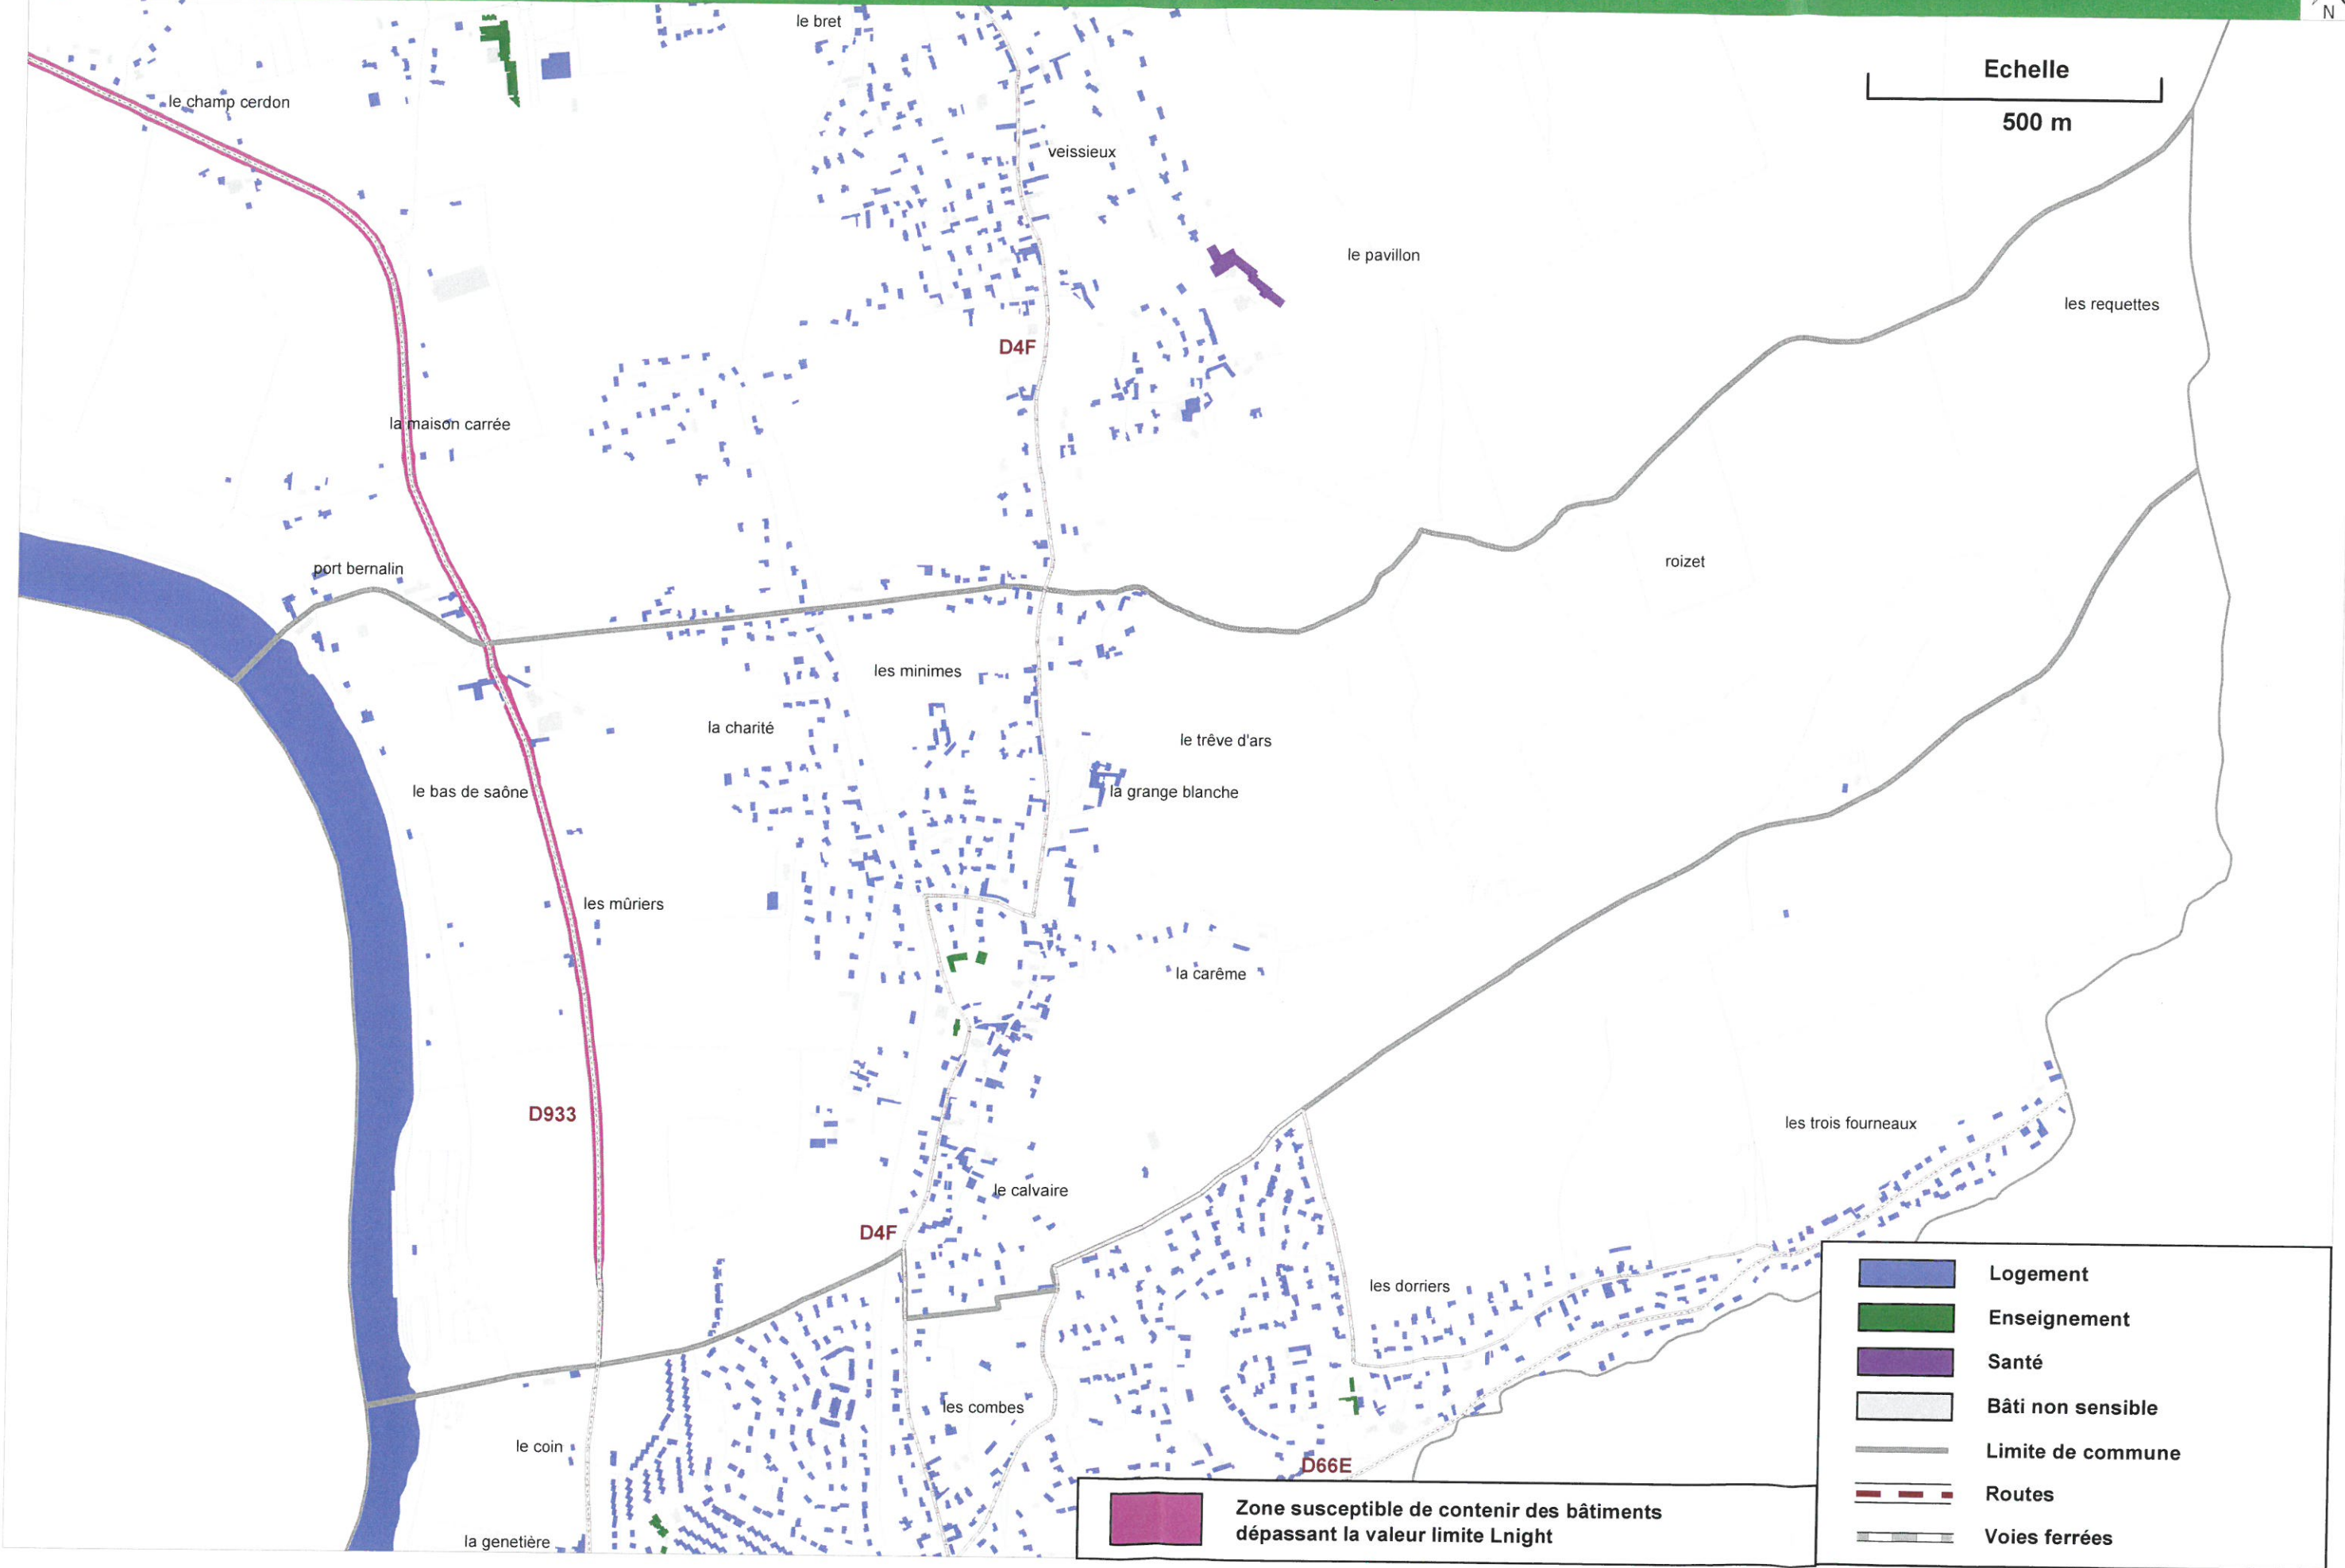 N
le bret
Echelle
500 m
le champ cerdon
veissieux
le pavillon
les requettes
D4F
la maison carrée
port bernalin
roizet
les minimes
la charité
le trêve d'ars
le bas de saône
la grange blanche
les mûriers
la carême
D933
les trois fourneaux
le calvaire
D4F
les dorriers
les combes
le coin
D66E
la genetière
Zone susceptible de contenir des bâtiments
dépassant la valeur limite Lnight
Logement
Enseignement
Santé
Bâti non sensible
Limite de commune
Routes
Voies ferrées